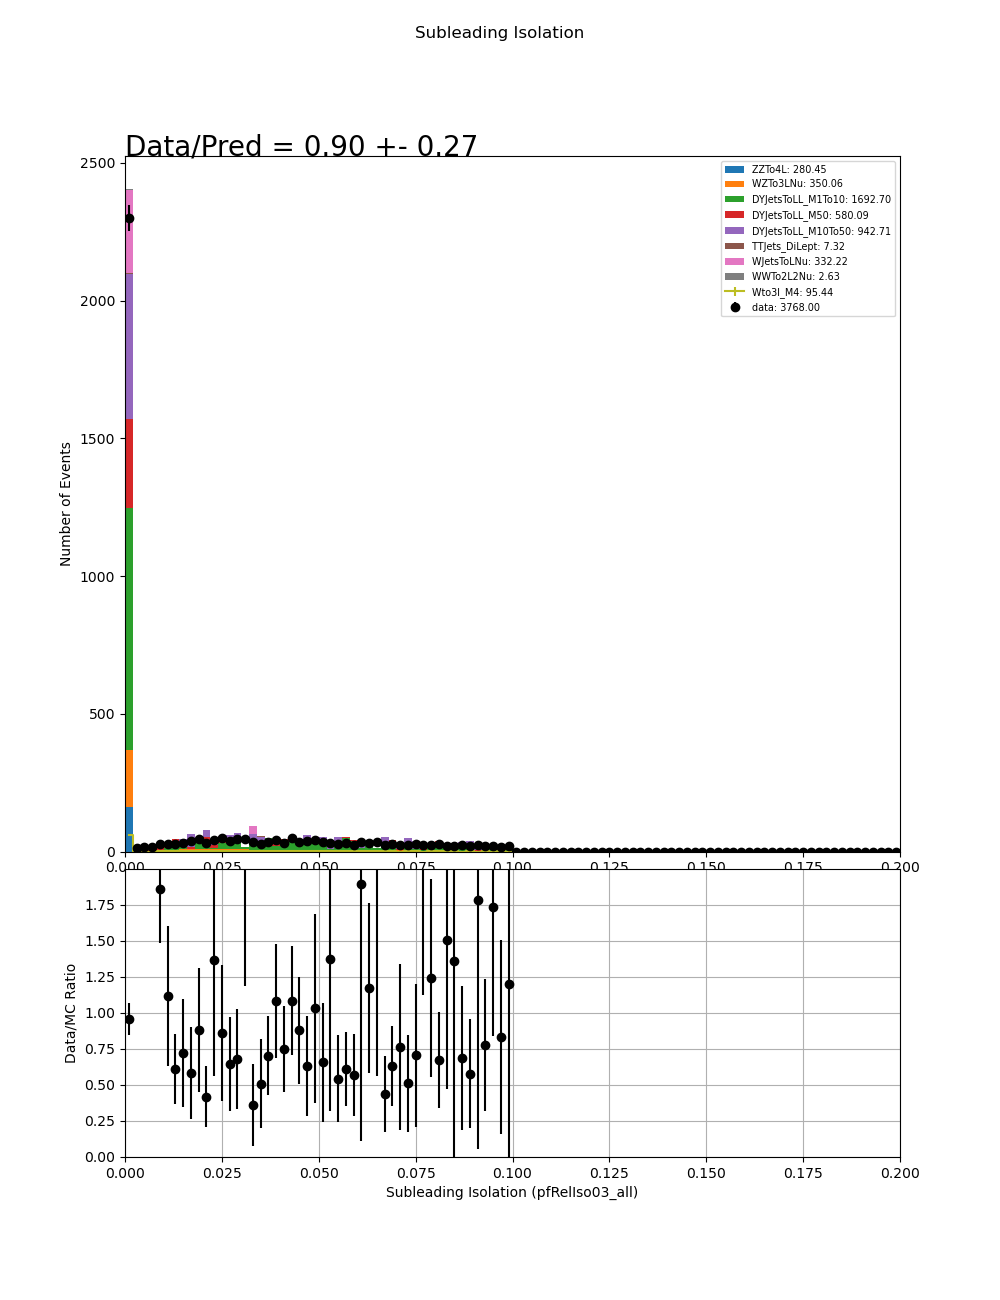 Subleading Isolation
Data/Pred = 0.90 +- 0.27
2500
2000
1500
1000
500
0
Number of Events
ZZTo4L: 280.45
WZTo3LNu: 350.06
DYJetsToLL_M1To10: 1692.70
DYJetsToLL_M50: 580.09
DYJetsToLL_M10To50: 942.71
TTJets_DiLept: 7.32
WJetsToLNu: 332.22
WWTo2L2Nu: 2.63
Wto3l_M4: 95.44
data: 3768.00
0.000 0.025 0.050 0.075 0.100 0.125 0.150 0.175 0.200
1.75
1.50
1.25
1.00
0.75
0.50
0.25
0.00
Data/MC Ratio
0.000 0.025 0.050 0.075 0.100 0.125 0.150 0.175 0.200
Subleading Isolation (pfRelIso03_all)